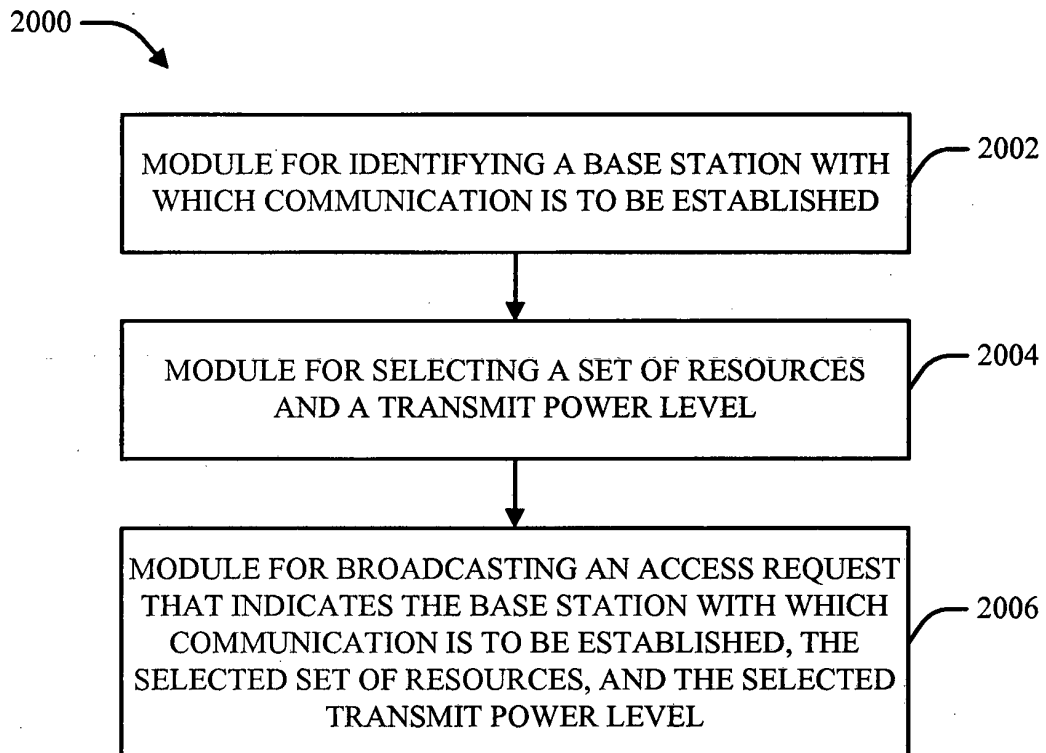 2000
MODULE FOR IDENTIFYING A BASE STATION WITH
WHICH COMMUNICATION IS TO BE ESTABLISHED
2002
MODULE FOR SELECTING A SET OF RESOURCES
AND A TRANSMIT POWER LEVEL
2004
MODULE FOR BROADCASTING AN ACCESS REQUEST
THAT INDICATES THE BASE STATION WITH WHICH
COMMUNICATION IS TO BE ESTABLISHED, THE
SELECTED SET OF RESOURCES, AND THE SELECTED
TRANSMIT POWER LEVEL
2006